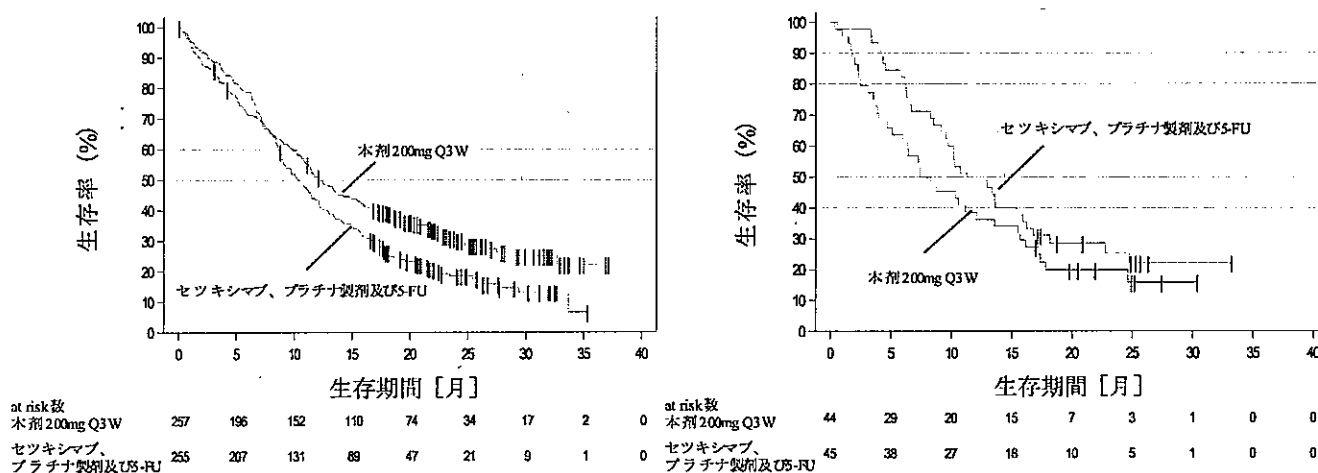 100
90
80
70
60
50
40
30
20
10
0
生存率 (%)
本剤200mg Q3W
セツキシマブ、プラチナ製剤及び5-FU
0 5 10 15 20 25 30 35 40
生存期間 [月]
at risk数
本剤200mg Q3W 257 196 152 110 74 34 17 2 0
セツキシマブ、
プラチナ製剤及び5-FU 255 207 131 89 47 21 9 1 0
100
90
80
70
60
50
40
30
20
10
0
生存率 (%)
セツキシマブ、プラチナ製剤及び5-FU
本剤200mg Q3W
0 5 10 15 20 25 30 35 40
生存期間 [月]
at risk数
本剤200mg Q3W 44 29 20 15 7 3 1 0 0
セツキシマブ、
プラチナ製剤及び5-FU 45 38 27 18 10 5 1 0 0